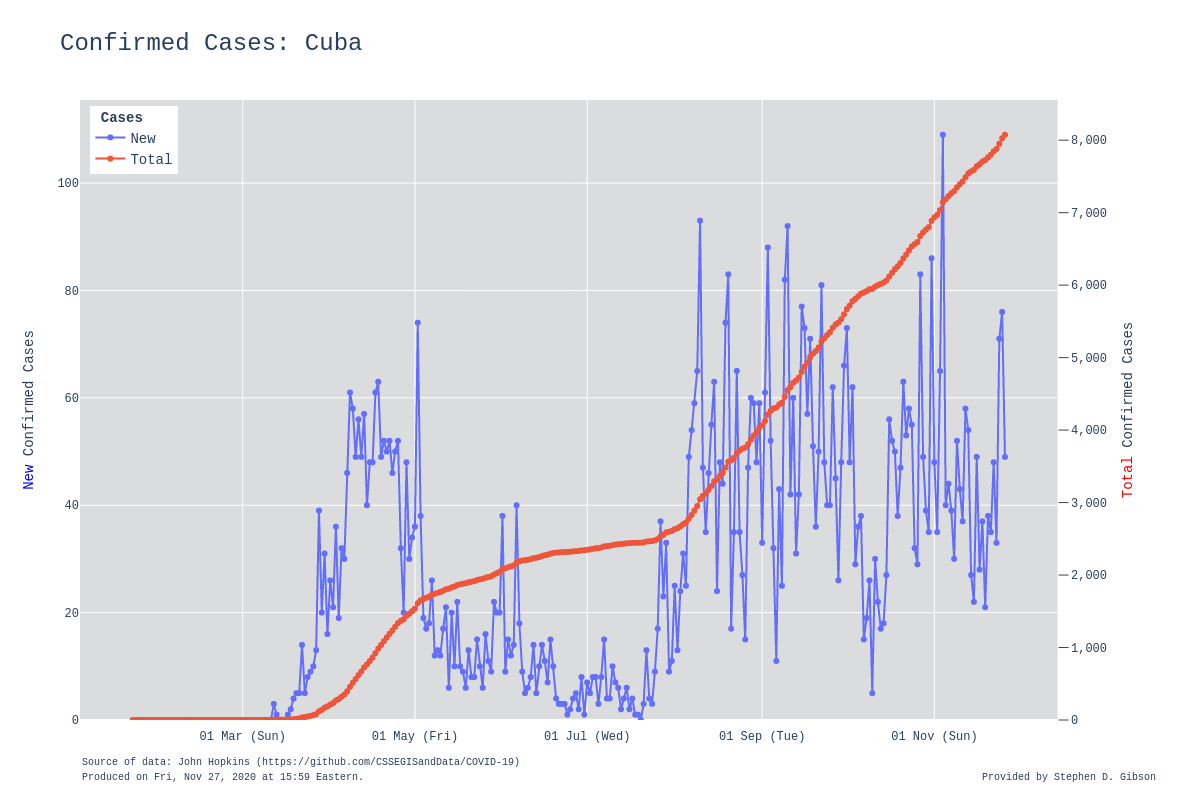 Confirmed Cases: Cuba
Cases
New
Total
100
80
60
40
20
0
8,000
7,000
6,000
5,000
4,000
3,000
2,000
1,000
0
New Confirmed Cases
Total Confirmed Cases
01 Mar (Sun)
01 May (Fri)
01 Jul (Wed)
01 Sep (Tue)
01 Nov (Sun)
Source of data: John Hopkins (https://github.com/CSSEGISandData/COVID-19)
Produced on Fri, Nov 27, 2020 at 15:59 Eastern.
Provided by Stephen D. Gibson